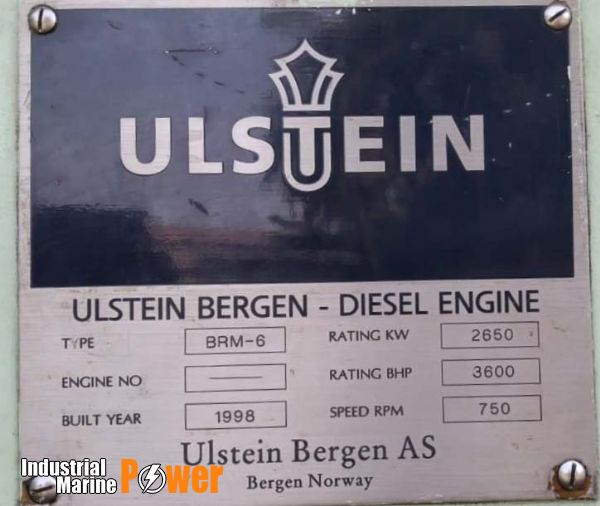 ULSTEIN
ULSTEIN BERGEN - DIESEL ENGINE
TYPE BRM-6 RATING KW 2650
ENGINE NO RATING BHP 3600
BUILT YEAR 1998 SPEED RPM 750
Ulstein Bergen AS
Bergen Norway
Industrial
Marine Power